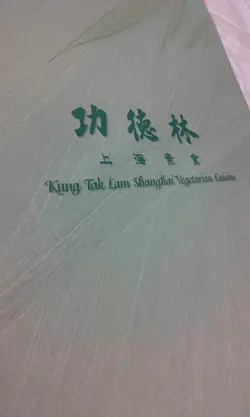 功德林
上海素食
Kung Tak Lam Shanghai Vegetarian Cuisine